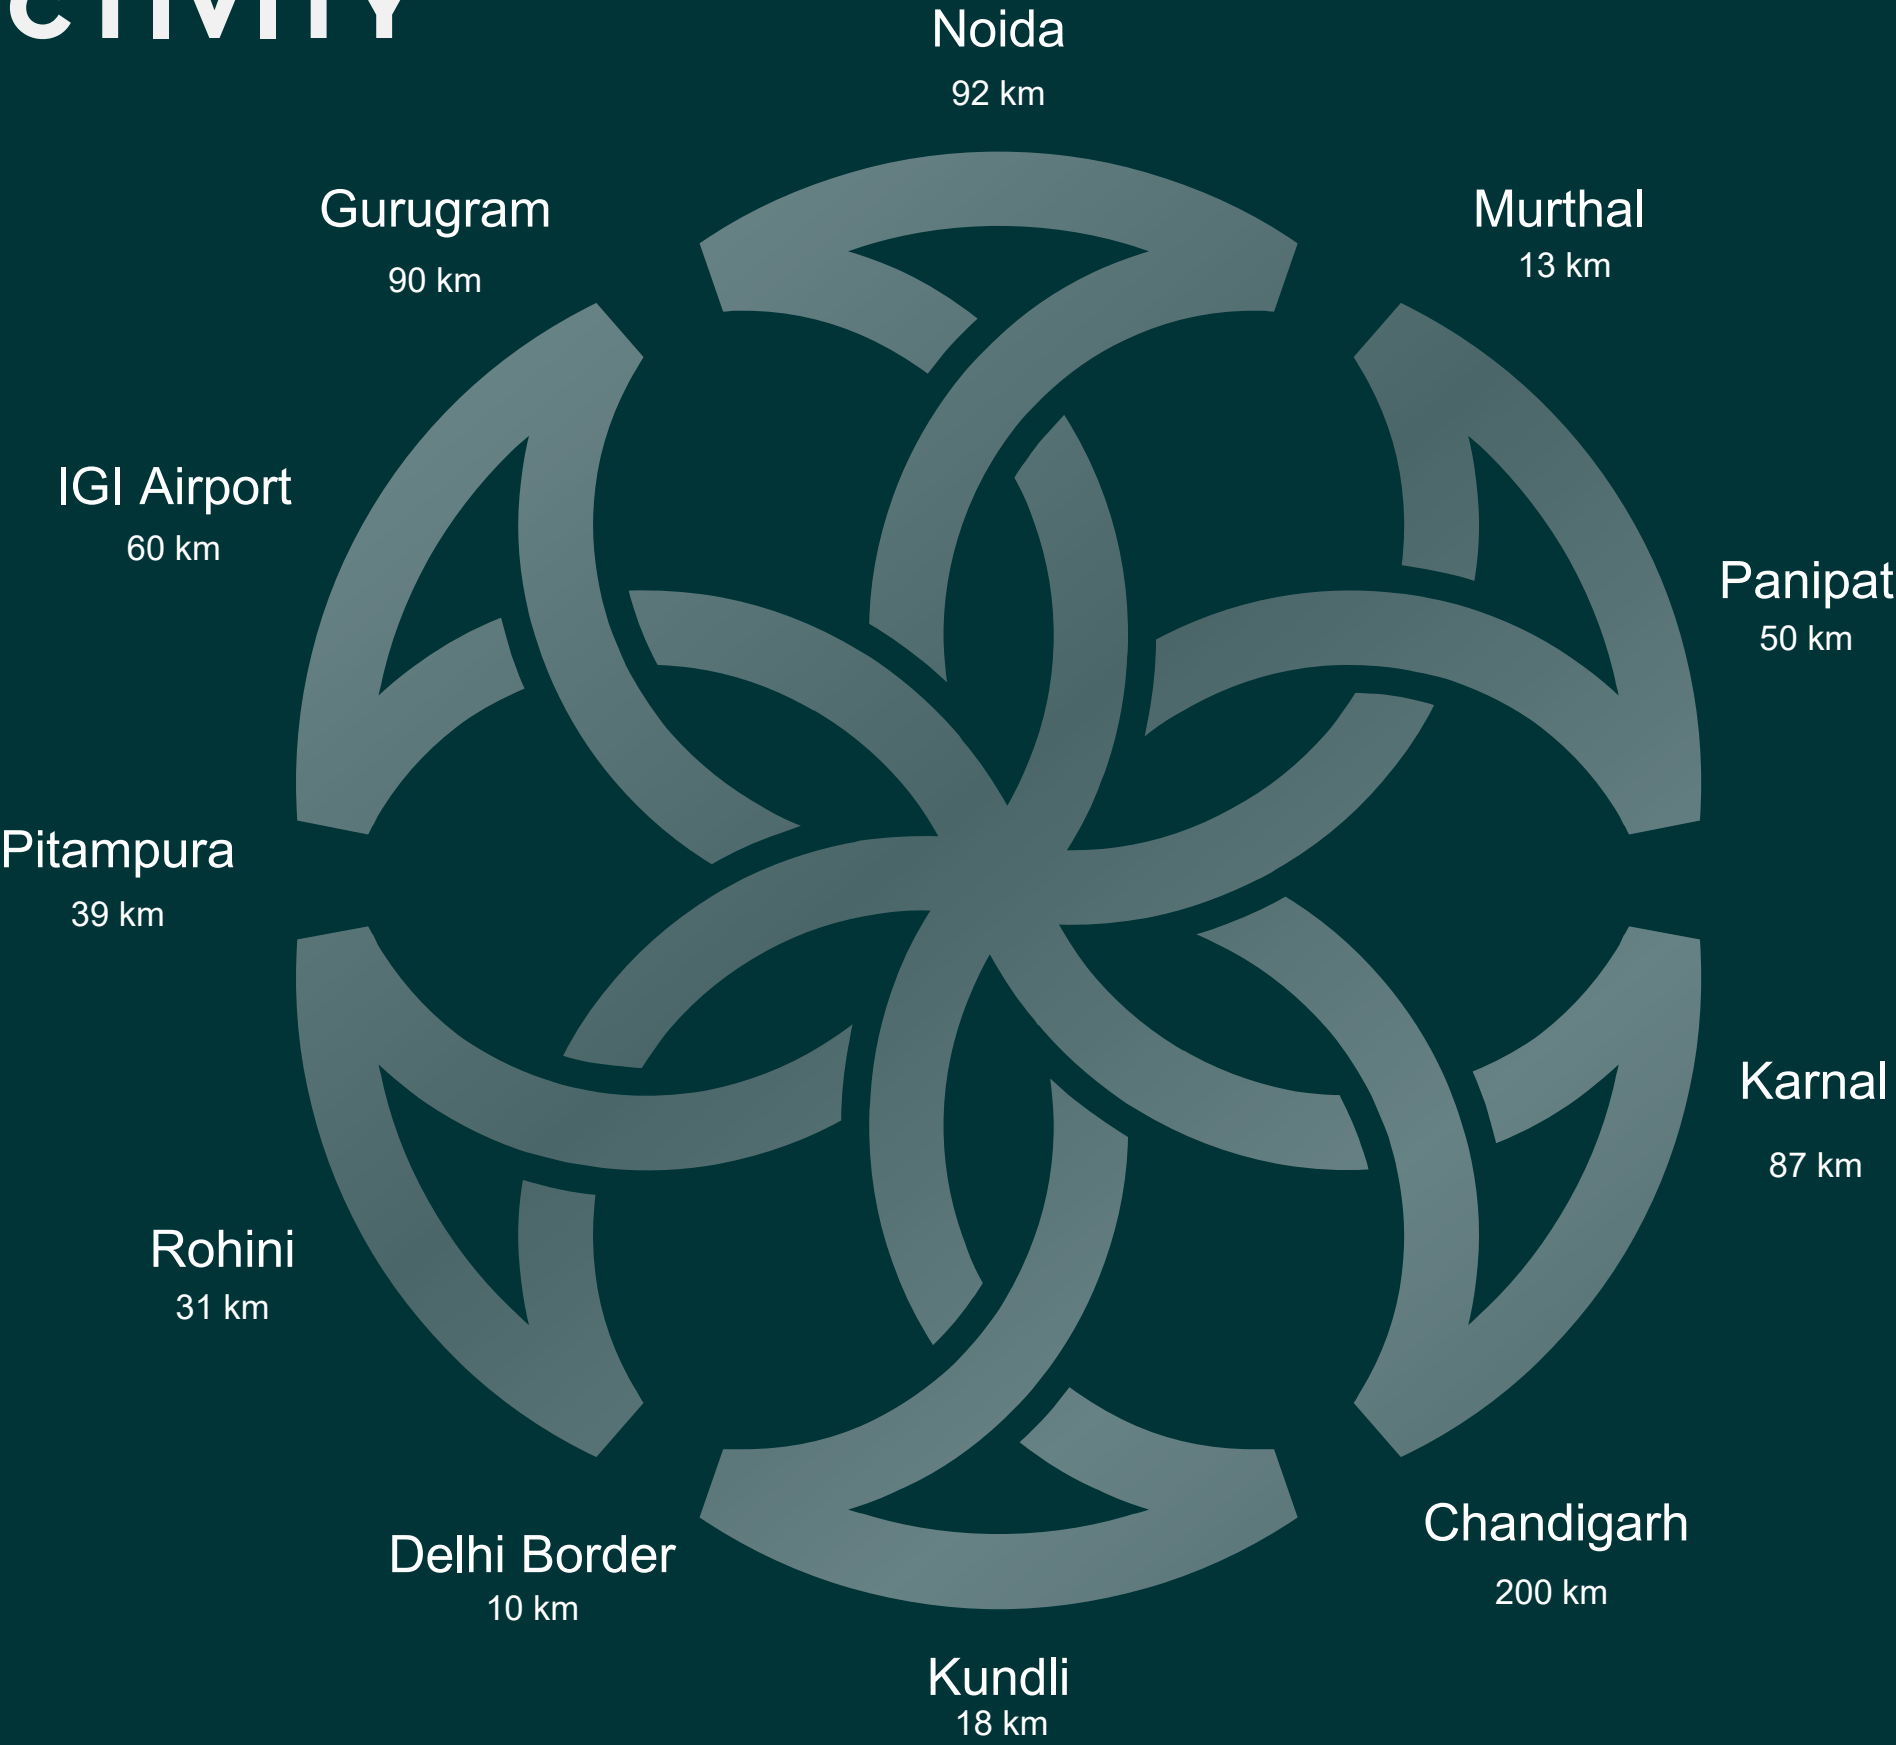 CTIVITY
Noida
92 km
Gurugram
90 km
Murthal
13 km
IGI Airport
60 km
Panipat
50 km
Pitampura
39 km
Karnal
87 km
Rohini
31 km
Chandigarh
200 km
Delhi Border
10 km
Kundli
18 km